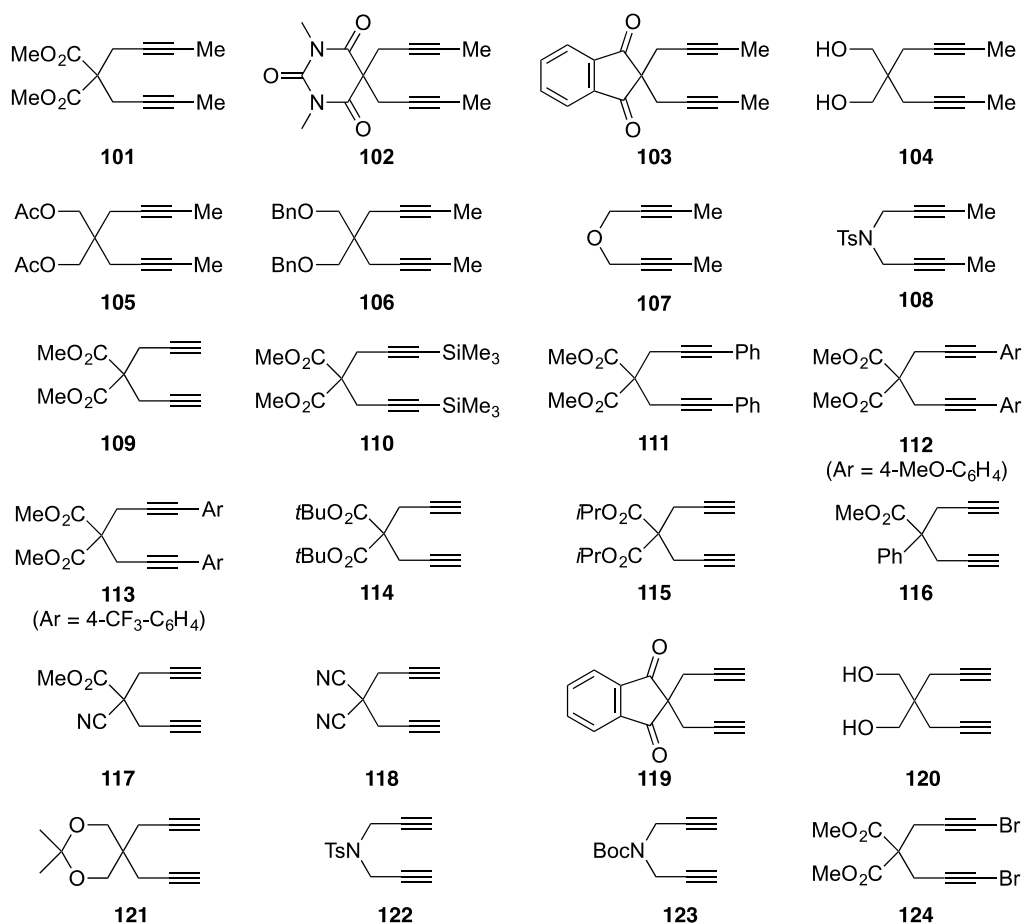 MeO₂C Me
MeO₂C Me
101
O
N Me
O
N Me
O
102
O
Me
Me
O
103
HO Me
HO Me
104
AcO Me
AcO Me
105
BnO Me
BnO Me
106
Me
O
Me
107
Me
TsN
Me
108
MeO₂C
MeO₂C
109
SiMe₃
MeO₂C
MeO₂C
SiMe₃
110
Ph
MeO₂C
MeO₂C
Ph
111
Ar
MeO₂C
MeO₂C
Ar
112
(Ar = 4-MeO-C₆H₄)
Ar
MeO₂C
MeO₂C
Ar
113
(Ar = 4-CF₃-C₆H₄)
tBuO₂C
tBuO₂C
114
iPrO₂C
iPrO₂C
115
MeO₂C
Ph
116
MeO₂C
NC
117
NC
NC
118
O
O
119
HO
HO
120
O
O
121
TsN
122
BocN
123
Br
MeO₂C
MeO₂C
Br
124